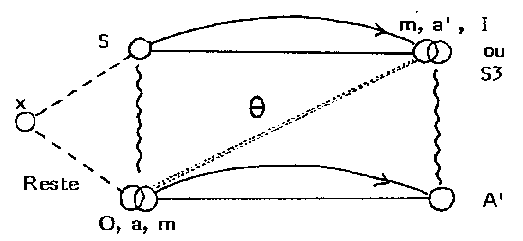 S
m, a', I
ou
S3
x
θ
Reste
O, a, m
A'